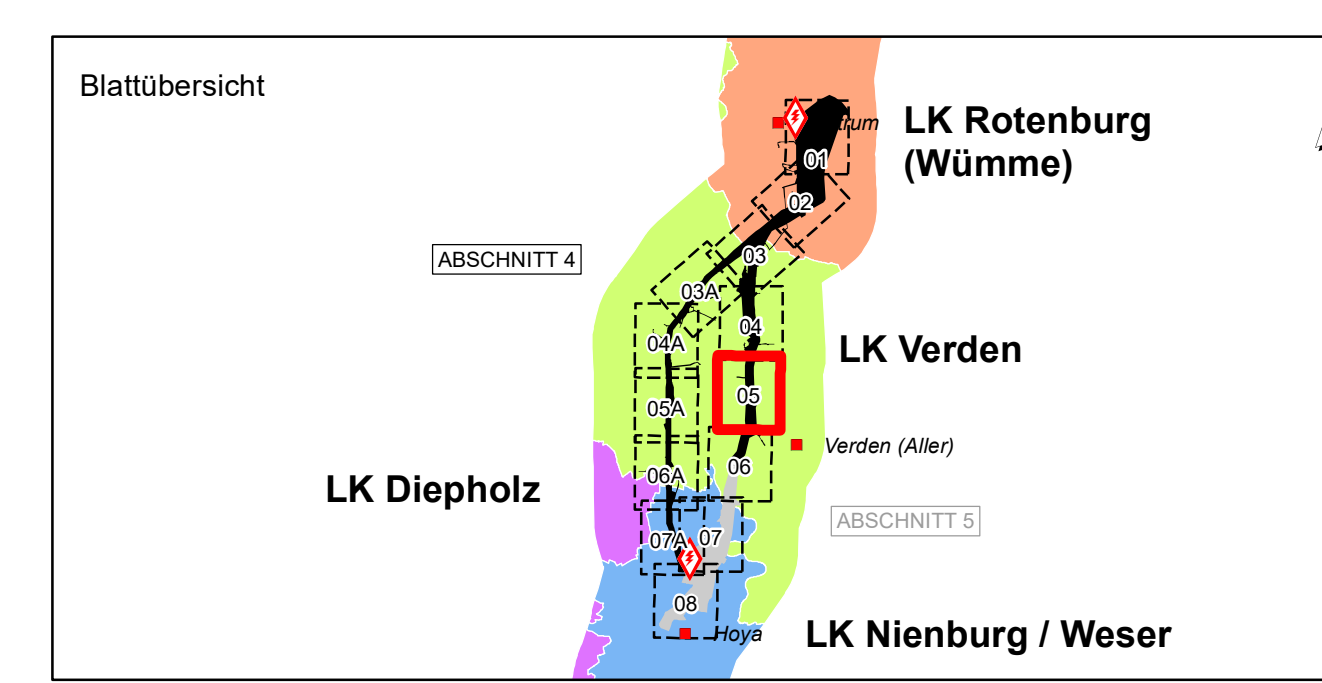 Blattübersicht
LK Rotenburg
(Wümme)
01
02
03
ABSCHNITT 4
03A
04
04A
LK Verden
05
05A
Verden (Aller)
06
06A
LK Diepholz
ABSCHNITT 5
07A
07
08
Hoya
LK Nienburg / Weser